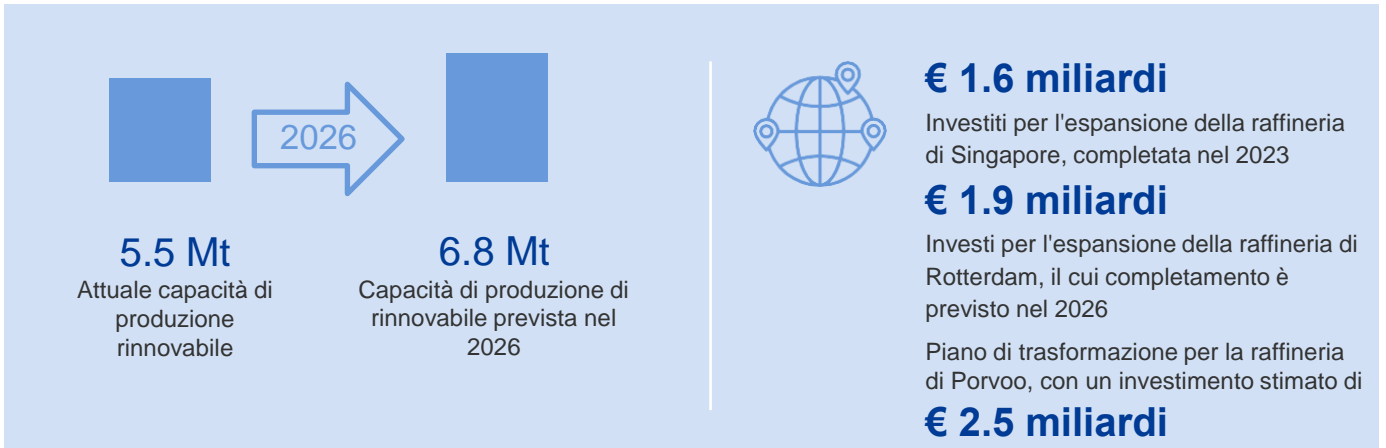 2026
5.5 Mt
Attuale capacità di
produzione
rinnovabile
6.8 Mt
Capacità di produzione di
rinnovabile prevista nel
2026
€ 1.6 miliardi
Investiti per l'espansione della raffineria
di Singapore, completata nel 2023
€ 1.9 miliardi
Investi per l'espansione della raffineria di
Rotterdam, il cui completamento è
previsto nel 2026
Piano di trasformazione per la raffineria
di Porvoo, con un investimento stimato di
€ 2.5 miliardi